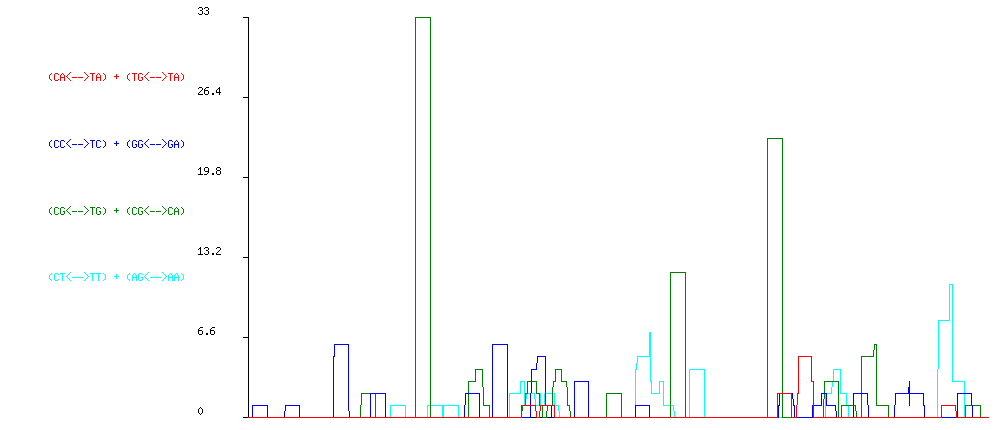 33
(CA<-->TA) + (TG<-->TA)
26.4
(CC<-->TC) + (GG<-->GA)
19.8
(CG<-->TG) + (CG<-->CA)
13.2
(CT<-->TT) + (AG<-->AA)
6.6
0